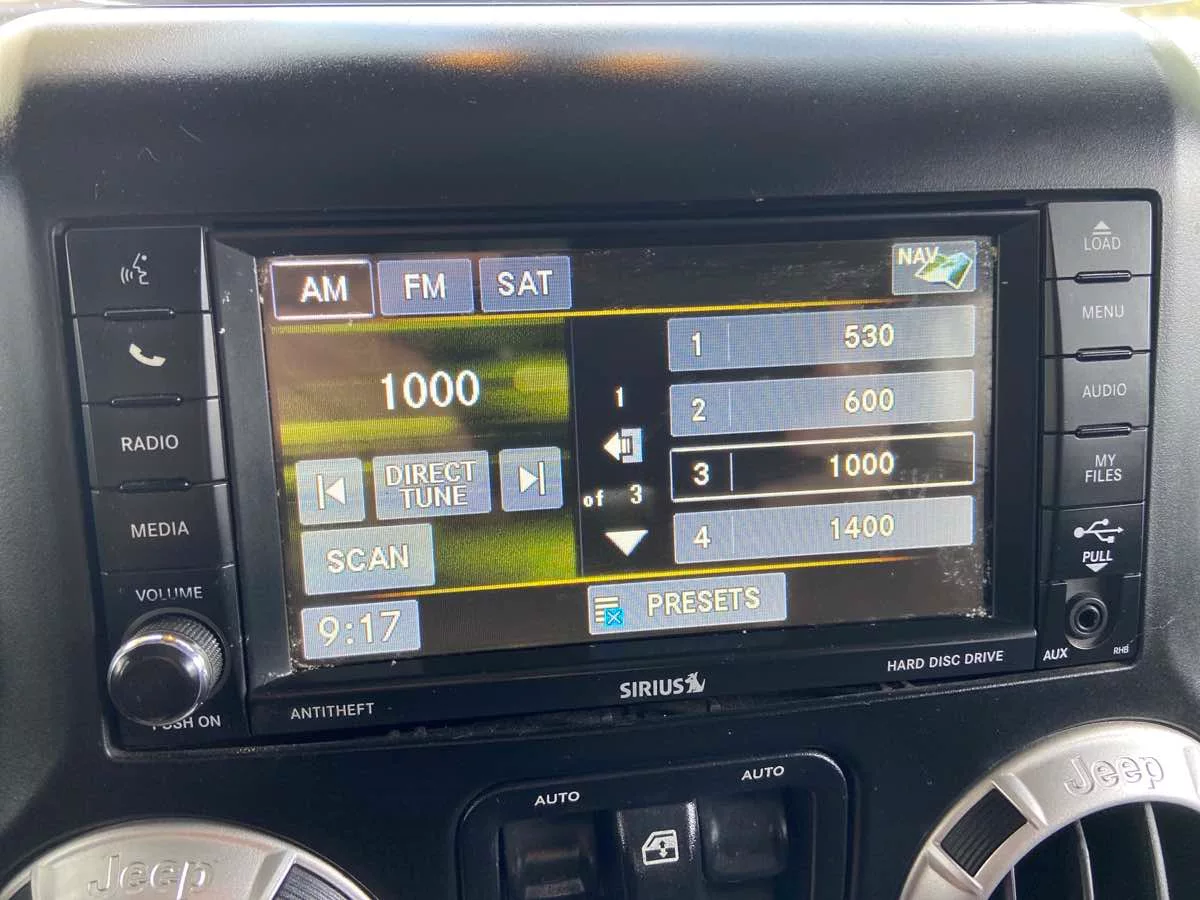 LOAD
MENU
AUDIO
MY
FILES
PULL
AUX
RHB
RADIO
MEDIA
VOLUME
PUSH ON
AM FM SAT NAV
1000
DIRECT
TUNE
SCAN
9:17
1
of 3
1 530
2 600
3 1000
4 1400
PRESETS
ANTITHEFT
SIRIUS
HARD DISC DRIVE
AUTO
AUTO
Jeep
Jeep